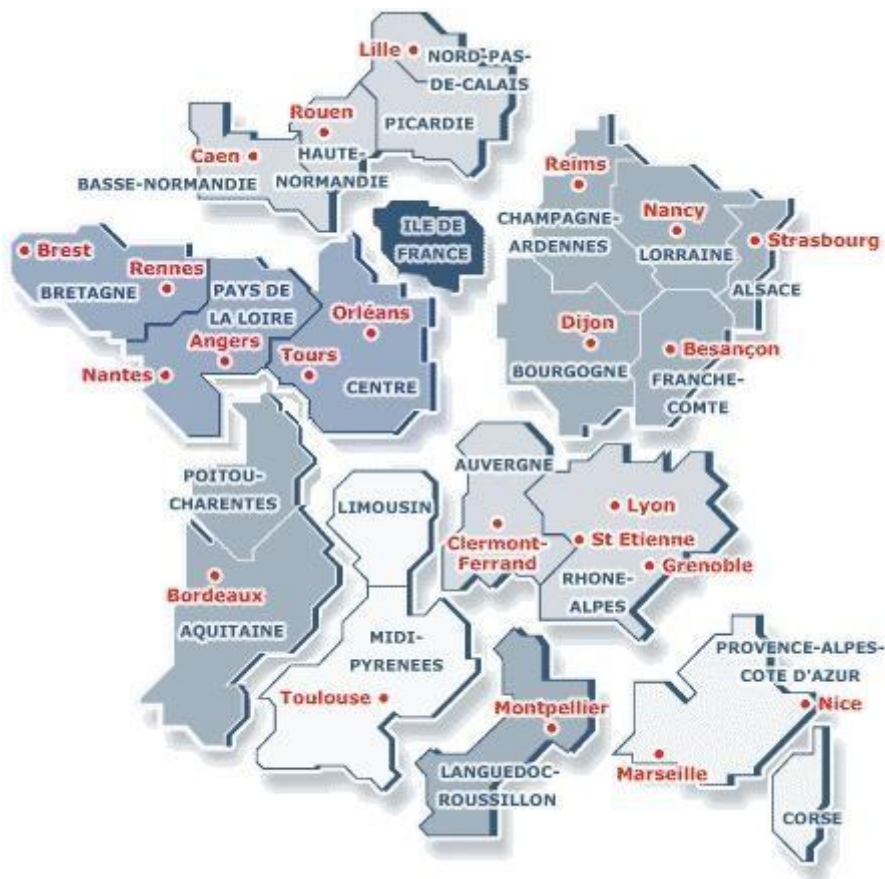 Lille
NORD-PAS-
DE-CALAIS
PICARDIE
Rouen
HAUTE-
NORMANDIE
Caen
BASSE-NORMANDIE
ILE DE
FRANCE
Reims
CHAMPAGNE-
ARDENNES
Nancy
LORRAINE
Strasbourg
ALSACE
Brest
Rennes
BRETAGNE
PAYS DE
LA LOIRE
Angers
Nantes
Orléans
Tours
CENTRE
Dijon
BOURGOGNE
Besançon
FRANCHE-
COMTE
POITOU-
CHARENTES
LIMOUSIN
AUVERGNE
Clermont-
Ferrand
Lyon
St Etienne
Grenoble
RHONE-
ALPES
Bordeaux
AQUITAINE
MIDI-
PYRENEES
Toulouse
Montpellier
LANGUEDOC-
ROUSSILLON
PROVENCE-ALPES-
COTE D'AZUR
Nice
Marseille
CORSE